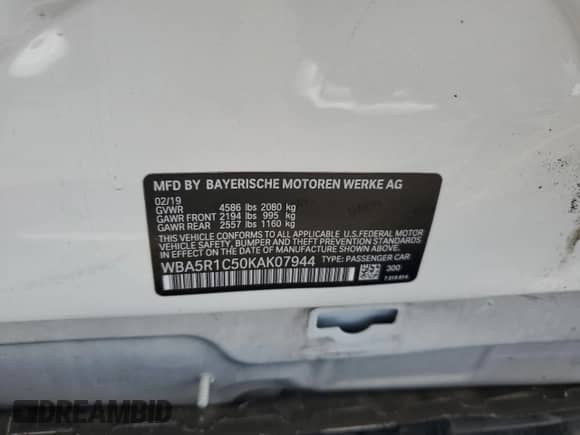 MFD BY BAYERISCHE MOTOREN WERKE AG
02/19
GVWR 4586 lbs 2080 kg
GAWR FRONT 2194 lbs 995 kg
GAWR REAR 2557 lbs 1160 kg
THIS VEHICLE CONFORMS TO ALL APPLICABLE U.S. FEDERAL MOTOR
VEHICLE SAFETY, BUMPER, AND THEFT PREVENTION STANDARDS
IN EFFECT ON THE DATE OF MANUFACTURE SHOWN ABOVE.
WBA5R1C50KAK07944 TYPE: PASSENGER CAR
300
DREAMBID